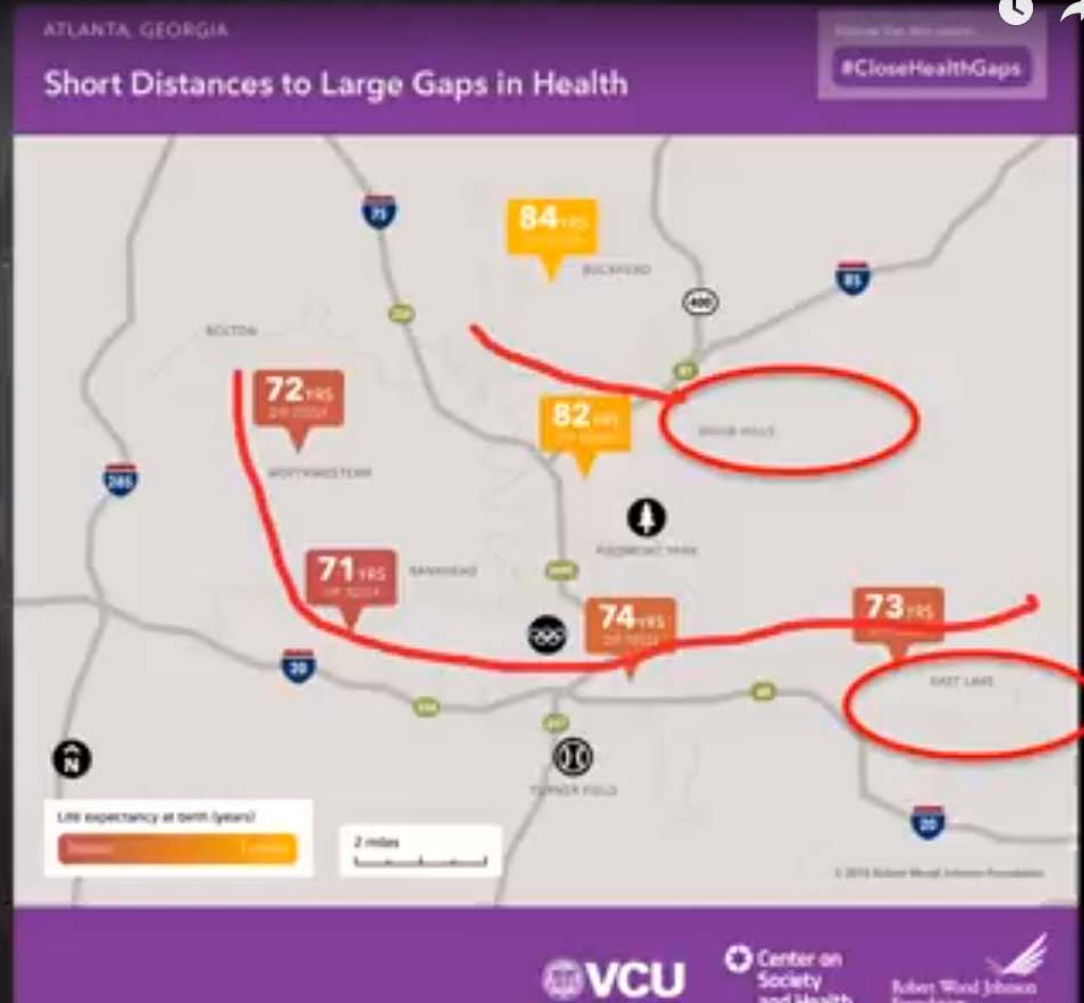 ATLANTA, GEORGIA
#CloseHealthGaps
Short Distances to Large Gaps in Health
75
84 YRS
BUCKHEAD
85
400
BOLTON
72 YRS
82 YRS
285
NORTHWESTERN
PIEDMONT PARK
71 YRS
BANKHEAD
74 YRS
73 YRS
20
EAST LAKE
N
TURNER FIELD
Life expectancy at birth (years)
2 miles
20
VCU
Center on
Society
and Health
Robert Wood Johnson
Foundation